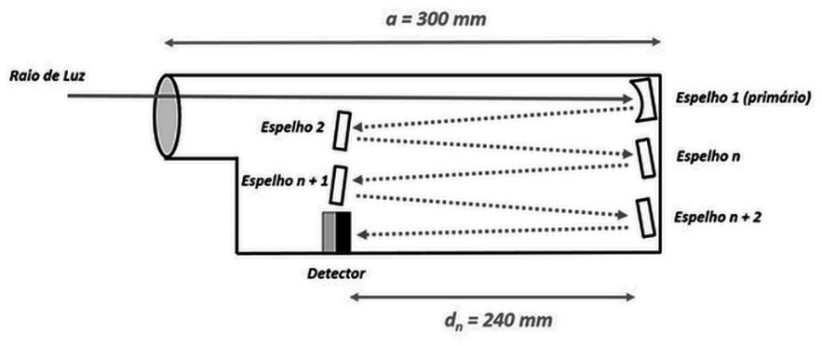 a = 300 mm
Raio de Luz
Espelho 1 (primário)
Espelho 2
Espelho n
Espelho n + 1
Espelho n + 2
Detector
dn = 240 mm